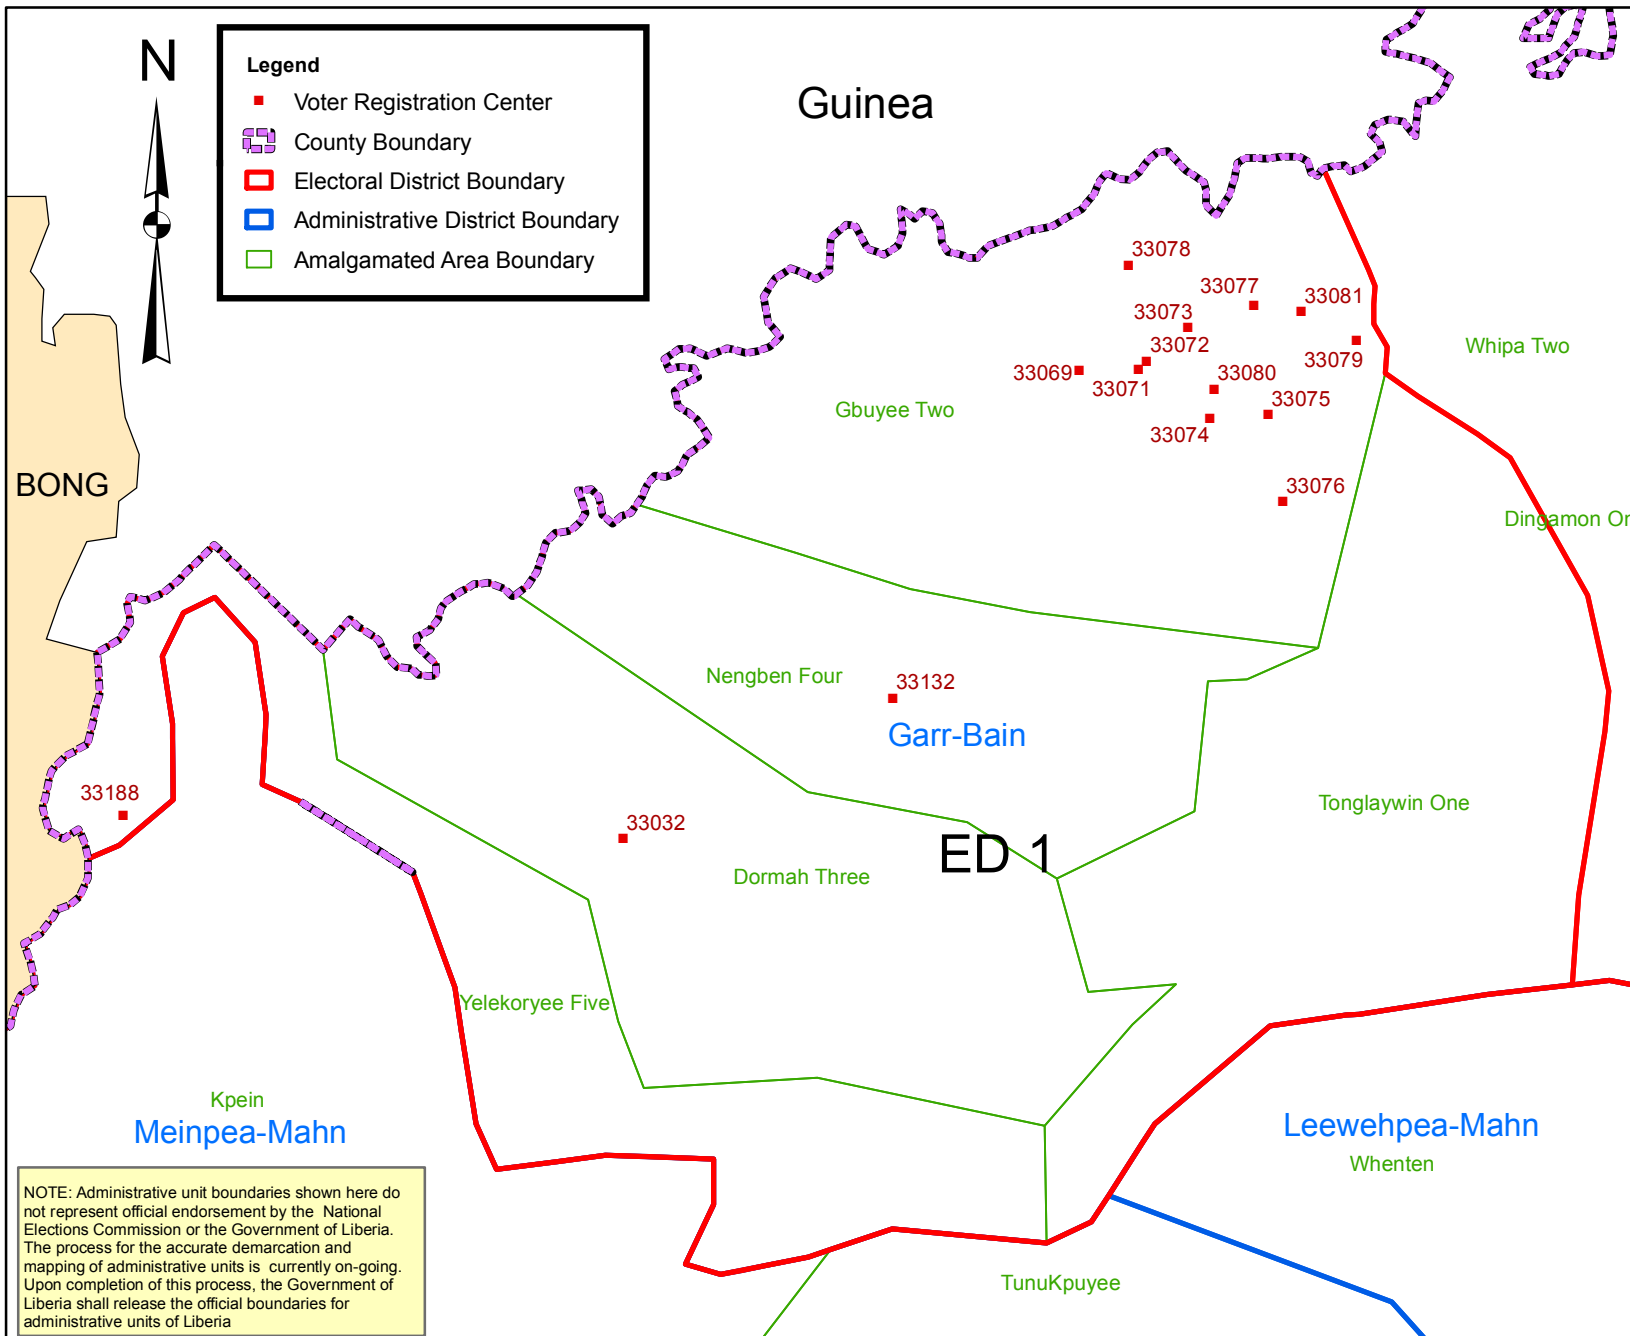 N
Legend
Voter Registration Center
County Boundary
Electoral District Boundary
Administrative District Boundary
Amalgamated Area Boundary
Guinea
33078
33077
33081
33073
33072
33079
Whipa Two
33069
33071
33080
33075
Gbuyee Two
33074
BONG
33076
Dingamon Or
Nengben Four
33132
Garr-Bain
33188
33032
Tonglaywin One
ED 1
Dormah Three
Yelekoryee Five
Kpein
Meinpea-Mahn
Leewehpea-Mahn
Whenten
NOTE: Administrative unit boundaries shown here do
not represent official endorsement by the National
Elections Commission or the Government of Liberia.
The process for the accurate demarcation and
mapping of administrative units is currently on-going.
Upon completion of this process, the Government of
Liberia shall release the official boundaries for
administrative units of Liberia
TunuKpuyee